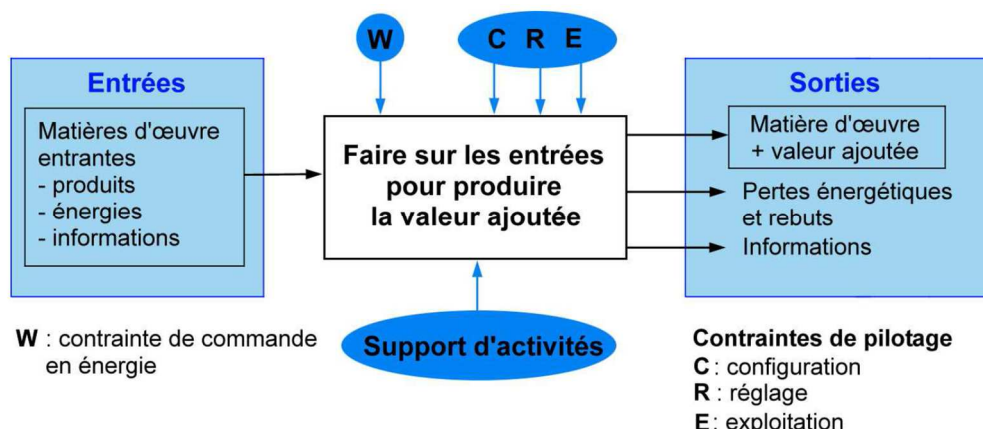 W
C R E
Entrées
Matières d'œuvre
entrantes
- produits
- énergies
- informations
Faire sur les entrées
pour produire
la valeur ajoutée
Sorties
Matière d'œuvre
+ valeur ajoutée
Pertes énergétiques
et rebuts
Informations
Support d'activités
W : contrainte de commande
en énergie
Contraintes de pilotage
C : configuration
R : réglage
E : exploitation